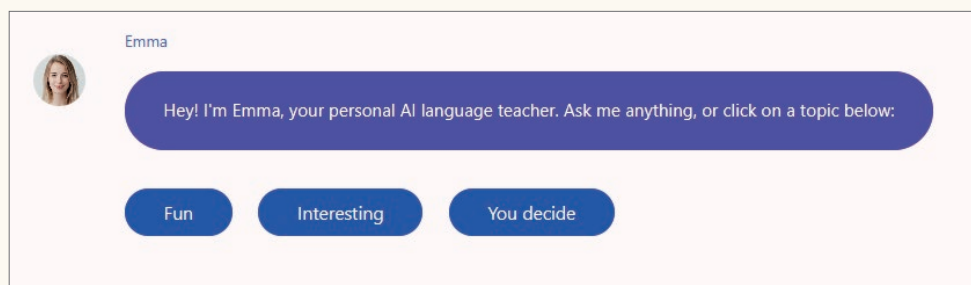 Emma
Hey! I'm Emma, your personal AI language teacher. Ask me anything, or click on a topic below:
Fun
Interesting
You decide